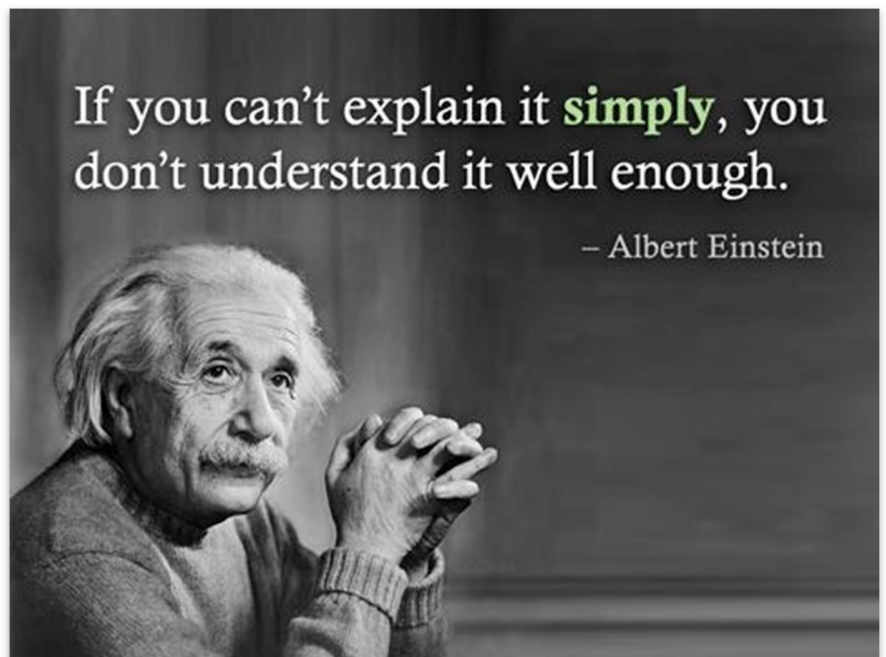 If you can’t explain it simply, you
don’t understand it well enough.
– Albert Einstein